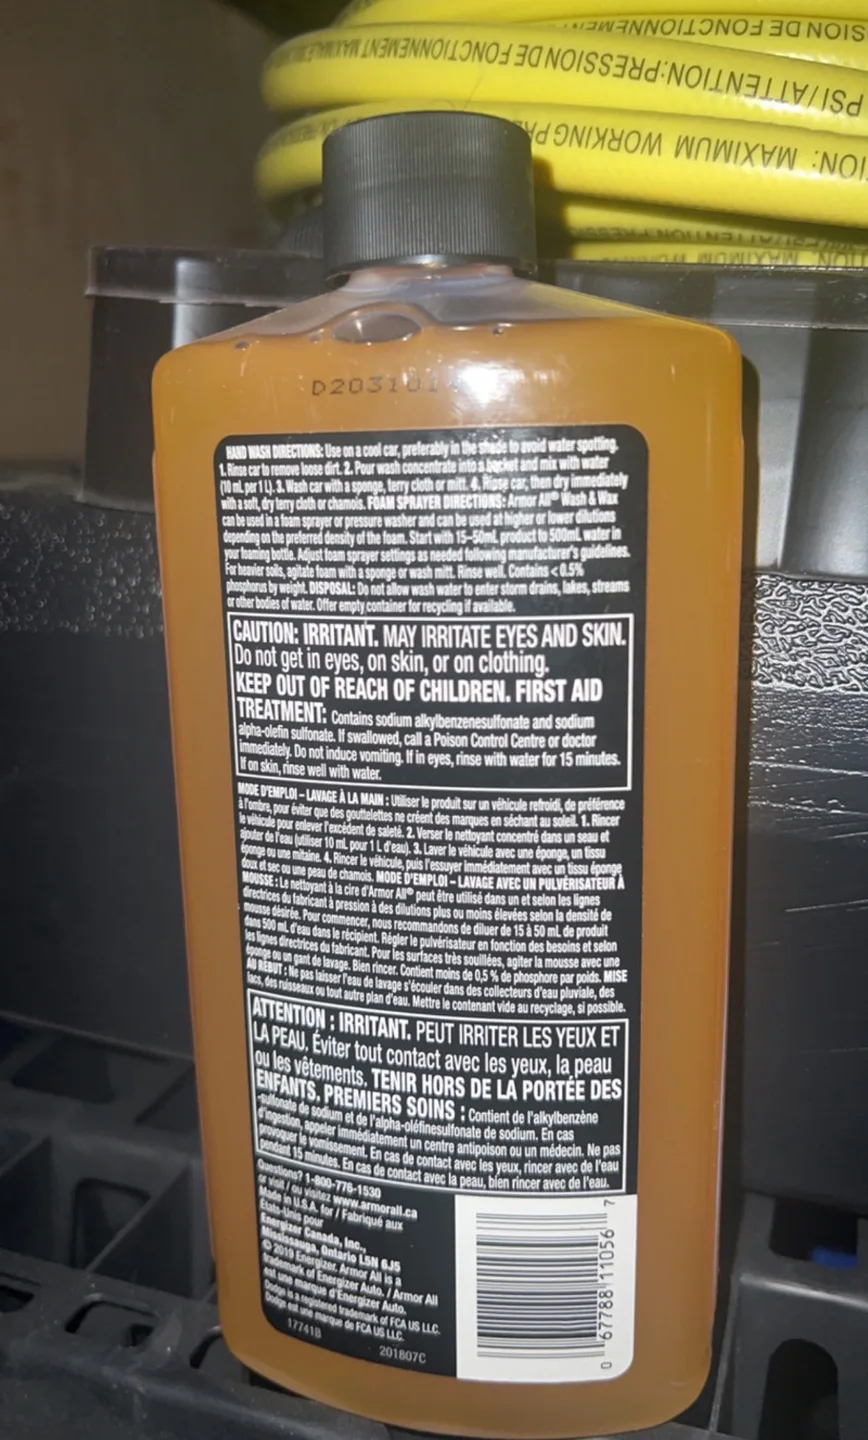 SION DE FONCTIONNEMENT
PSI/ATTENTION:PRESSION DE FONCTIONNEMENT MAXIMALE
MAXIMUM WORKING
D203101
HAND WASH DIRECTIONS: Use on a cool car, preferably in the shade to avoid water spotting.
1. Rinse car to remove loose dirt. 2. Pour wash concentrate into a bucket and mix with water
(10 mL per 1 L). 3. Wash car with a sponge, terry cloth or mitt. 4. Rinse car, then dry immediately
with a soft, dry terry cloth or chamois. FOAM SPRAYER DIRECTIONS: Armor All® Wash & Wax
can be used in a foam sprayer or pressure washer and can be used at higher or lower dilutions
depending on the preferred density of the foam. Start with 15–50mL product to 500mL water in
your foaming bottle. Adjust foam sprayer settings as needed following manufacturer's guidelines.
For heavier soils, agitate foam with a sponge or wash mitt. Rinse well. Contains < 0.5%
phosphorus by weight. DISPOSAL: Do not allow wash water to enter storm drains, lakes, streams
or other bodies of water. Offer empty container for recycling if available.
CAUTION: IRRITANT. MAY IRRITATE EYES AND SKIN.
Do not get in eyes, on skin, or on clothing.
KEEP OUT OF REACH OF CHILDREN. FIRST AID
TREATMENT: Contains sodium alkylbenzenesulfonate and sodium
alpha-olefin sulfonate. If swallowed, call a Poison Control Centre or doctor
immediately. Do not induce vomiting. If in eyes, rinse with water for 15 minutes.
If on skin, rinse well with water.
MODE D'EMPLOI – LAVAGE À LA MAIN : Utiliser le produit sur un véhicule refroidi, de préférence
à l'ombre, pour éviter que des gouttelettes ne créent des marques en séchant au soleil. 1. Rincer
le véhicule pour enlever l'excédent de saleté. 2. Verser le nettoyant concentré dans un seau et
ajouter de l'eau (utiliser 10 mL pour 1 L d'eau). 3. Laver le véhicule avec une éponge, un tissu
éponge ou une mitaine. 4. Rincer le véhicule, puis l'essuyer immédiatement avec un tissu éponge
doux et sec ou une peau de chamois. MODE D'EMPLOI – LAVAGE AVEC UN PULVÉRISATEUR À
MOUSSE : Le nettoyant à la cire d'Armor All® peut être utilisé dans un et selon les lignes
directrices du fabricant à pression à des dilutions plus ou moins élevées selon la densité de
mousse désirée. Pour commencer, nous recommandons de diluer de 15 à 50 mL de produit
dans 500 mL d'eau dans le récipient. Régler le pulvérisateur en fonction des besoins et selon
les lignes directrices du fabricant. Pour les surfaces très souillées, agiter la mousse avec une
éponge ou un gant de lavage. Bien rincer. Contient moins de 0,5 % de phosphore par poids. MISE
AU REBUT : Ne pas laisser l'eau de lavage s'écouler dans des collecteurs d'eau pluviale, des
lacs, des ruisseaux ou tout autre plan d'eau. Mettre le contenant vide au recyclage, si possible.
ATTENTION : IRRITANT. PEUT IRRITER LES YEUX ET
LA PEAU. Éviter tout contact avec les yeux, la peau
ou les vêtements. TENIR HORS DE LA PORTÉE DES
ENFANTS. PREMIERS SOINS : Contient de l'alkylbenzène
-sulfonate de sodium et de l'alpha-oléfinesulfonate de sodium. En cas
d'ingestion, appeler immédiatement un centre antipoison ou un médecin. Ne pas
provoquer le vomissement. En cas de contact avec les yeux, rincer avec de l'eau
pendant 15 minutes. En cas de contact avec la peau, bien rincer avec de l'eau.
Questions? 1-800-776-1530
or visit / ou visitez www.armorall.ca
Made in U.S.A. for / Fabriqué aux
États-Unis pour
Energizer Canada, Inc.,
Mississauga, Ontario L5N 6J5
© 2019 Energizer. Armor All is a
trademark of Energizer Auto. / Armor All
est une marque d'Energizer Auto.
Dodge is a registered trademark of FCA US LLC.
Dodge est une marque de FCA US LLC.
17741B
201807C
0 67788 11056 7